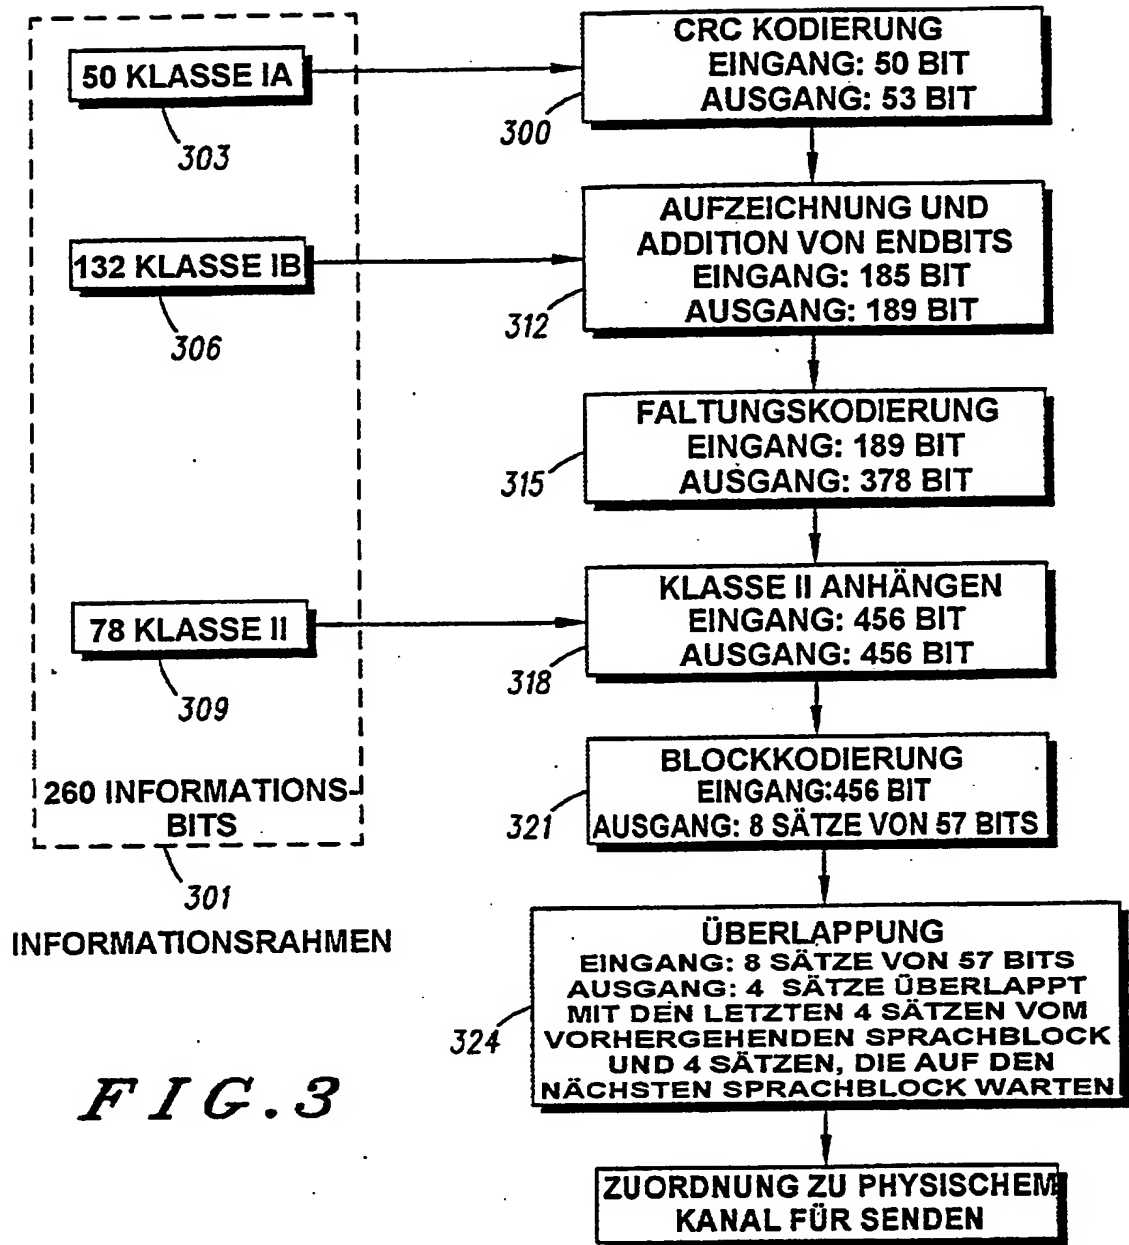 50 KLASSE IA
303
132 KLASSE IB
306
78 KLASSE II
309
260 INFORMATIONS-
BITS
301
INFORMATIONSRAHMEN
CRC KODIERUNG
EINGANG: 50 BIT
AUSGANG: 53 BIT
300
AUFZEICHNUNG UND
ADDITION VON ENDBITS
EINGANG: 185 BIT
AUSGANG: 189 BIT
312
FALTUNGSKODIERUNG
EINGANG: 189 BIT
AUSGANG: 378 BIT
315
KLASSE II ANHÄNGEN
EINGANG: 456 BIT
AUSGANG: 456 BIT
318
BLOCKKODIERUNG
EINGANG:456 BIT
AUSGANG: 8 SÄTZE VON 57 BITS
321
ÜBERLAPPUNG
EINGANG: 8 SÄTZE VON 57 BITS
AUSGANG: 4 SÄTZE ÜBERLAPPT
MIT DEN LETZTEN 4 SÄTZEN VOM
VORHERGEHENDEN SPRACHBLOCK
UND 4 SÄTZEN, DIE AUF DEN
NÄCHSTEN SPRACHBLOCK WARTEN
324
ZUORDNUNG ZU PHYSISCHEM
KANAL FÜR SENDEN
FIG.3